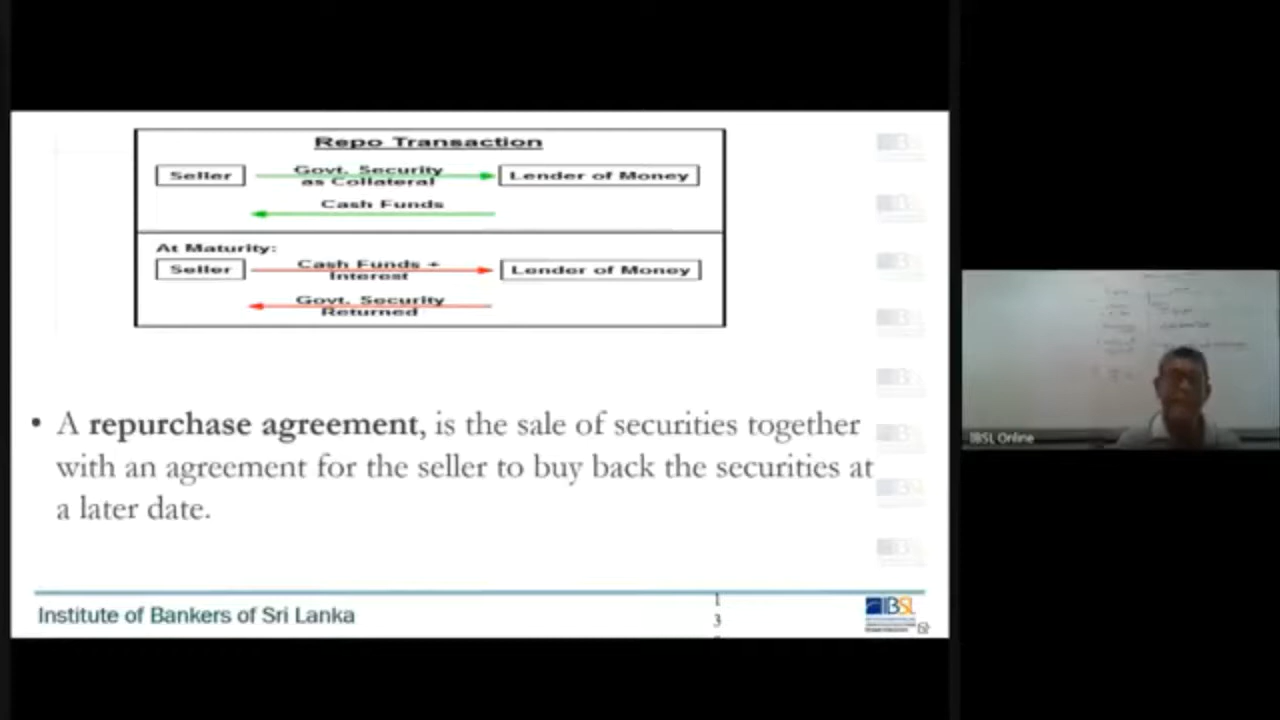 Repo Transaction
Seller
Govt. Security
as Collateral
Lender of Money
Cash Funds
At Maturity:
Seller
Cash Funds +
Interest
Lender of Money
Govt. Security
Returned
• A repurchase agreement, is the sale of securities together
with an agreement for the seller to buy back the securities at
a later date.
Institute of Bankers of Sri Lanka
1
3
IBSL
IBSL Online